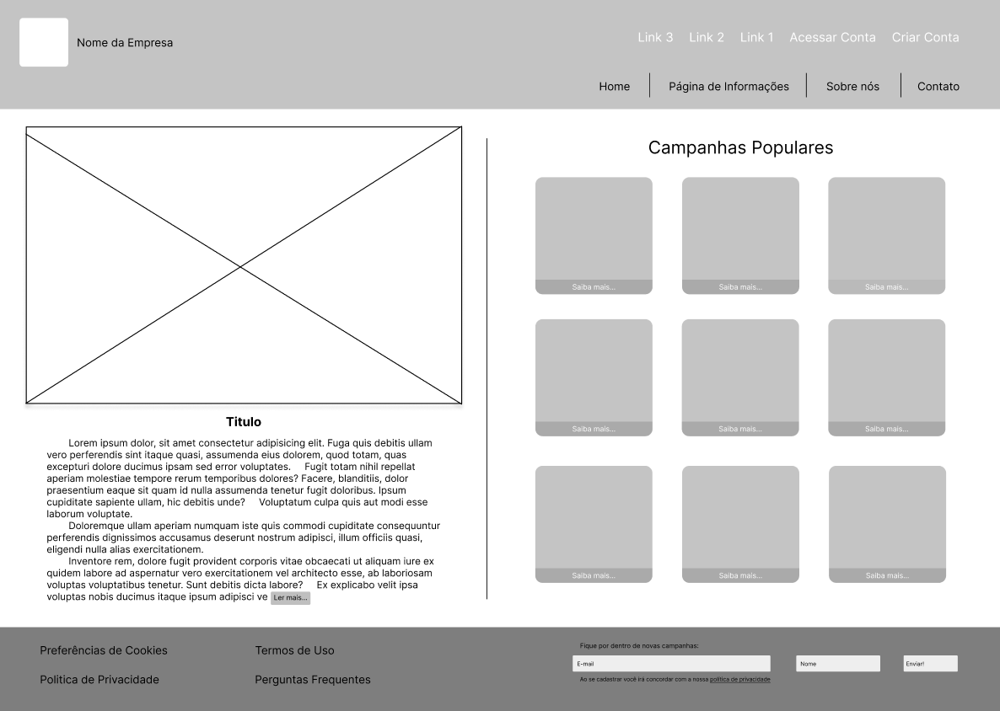 Nome da Empresa
Link 3 Link 2 Link 1 Acessar Conta Criar Conta
Home Página de Informações Sobre nós Contato
Titulo
Lorem ipsum dolor, sit amet consectetur adipisicing elit. Fuga quis debitis ullam
vero perferendis sint itaque quasi, assumenda eius dolorem, quod totam, quas
excepturi dolore ducimus ipsam sed error voluptates. Fugit totam nihil repellat
aperiam molestiae tempore rerum temporibus dolores? Facere, blanditiis, dolor
praesentium eaque sit quam id nulla assumenda tenetur fugit doloribus. Ipsum
cupiditate sapiente ullam, hic debitis unde? Voluptatum culpa quis aut modi esse
laborum voluptate.
Doloremque ullam aperiam numquam iste quis commodi cupiditate consequuntur
perferendis dignissimos accusamus deserunt nostrum adipisci, illum officiis quasi,
eligendi nulla alias exercitationem.
Inventore rem, dolore fugit provident corporis vitae obcaecati ut aliquam iure ex
quidem labore ad aspernatur vero exercitationem vel architecto esse, ab laboriosam
voluptas voluptatibus tenetur. Sunt debitis dicta labore? Ex explicabo velit ipsa
voluptas nobis ducimus itaque ipsum adipisci ve Ler mais...
Campanhas Populares
Saiba mais... Saiba mais... Saiba mais...
Saiba mais... Saiba mais... Saiba mais...
Saiba mais... Saiba mais... Saiba mais...
Preferências de Cookies Termos de Uso
Politica de Privacidade Perguntas Frequentes
Fique por dentro de novas campanhas:
E-mail Nome Enviar!
Ao se cadastrar você irá concordar com a nossa politica de privacidade